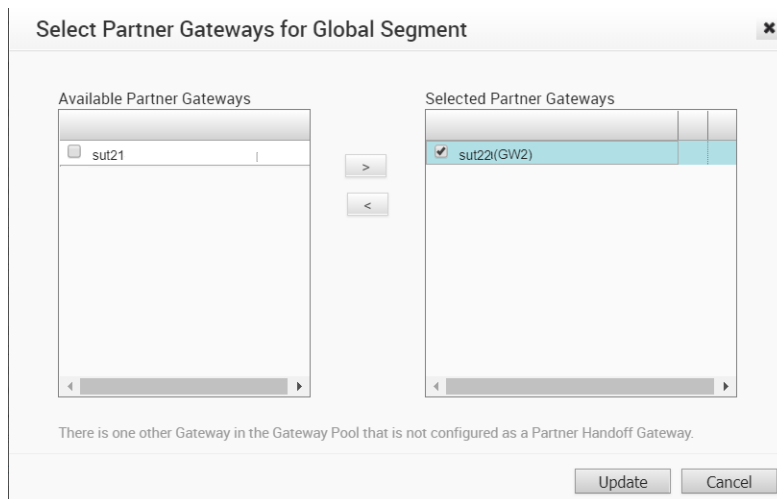 Select Partner Gateways for Global Segment
Available Partner Gateways
Selected Partner Gateways
sut21
sut22(GW2)
>
<
There is one other Gateway in the Gateway Pool that is not configured as a Partner Handoff Gateway.
Update
Cancel